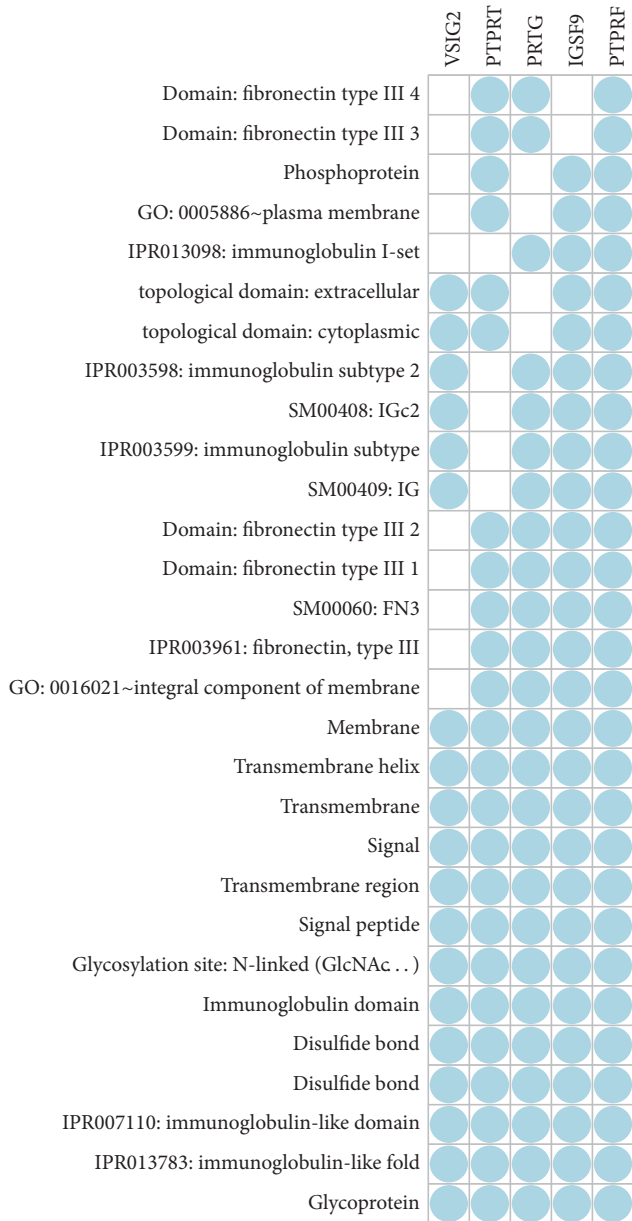 VSIG2
PTPRT
PRTG
IGSF9
PTPRF
Domain: fibronectin type III 4
Domain: fibronectin type III 3
Phosphoprotein
GO: 0005886~plasma membrane
IPR013098: immunoglobulin I-set
topological domain: extracellular
topological domain: cytoplasmic
IPR003598: immunoglobulin subtype 2
SM00408: IGc2
IPR003599: immunoglobulin subtype
SM00409: IG
Domain: fibronectin type III 2
Domain: fibronectin type III 1
SM00060: FN3
IPR003961: fibronectin, type III
GO: 0016021~integral component of membrane
Membrane
Transmembrane helix
Transmembrane
Signal
Transmembrane region
Signal peptide
Glycosylation site: N-linked (GlcNAc . . )
Immunoglobulin domain
Disulfide bond
Disulfide bond
IPR007110: immunoglobulin-like domain
IPR013783: immunoglobulin-like fold
Glycoprotein